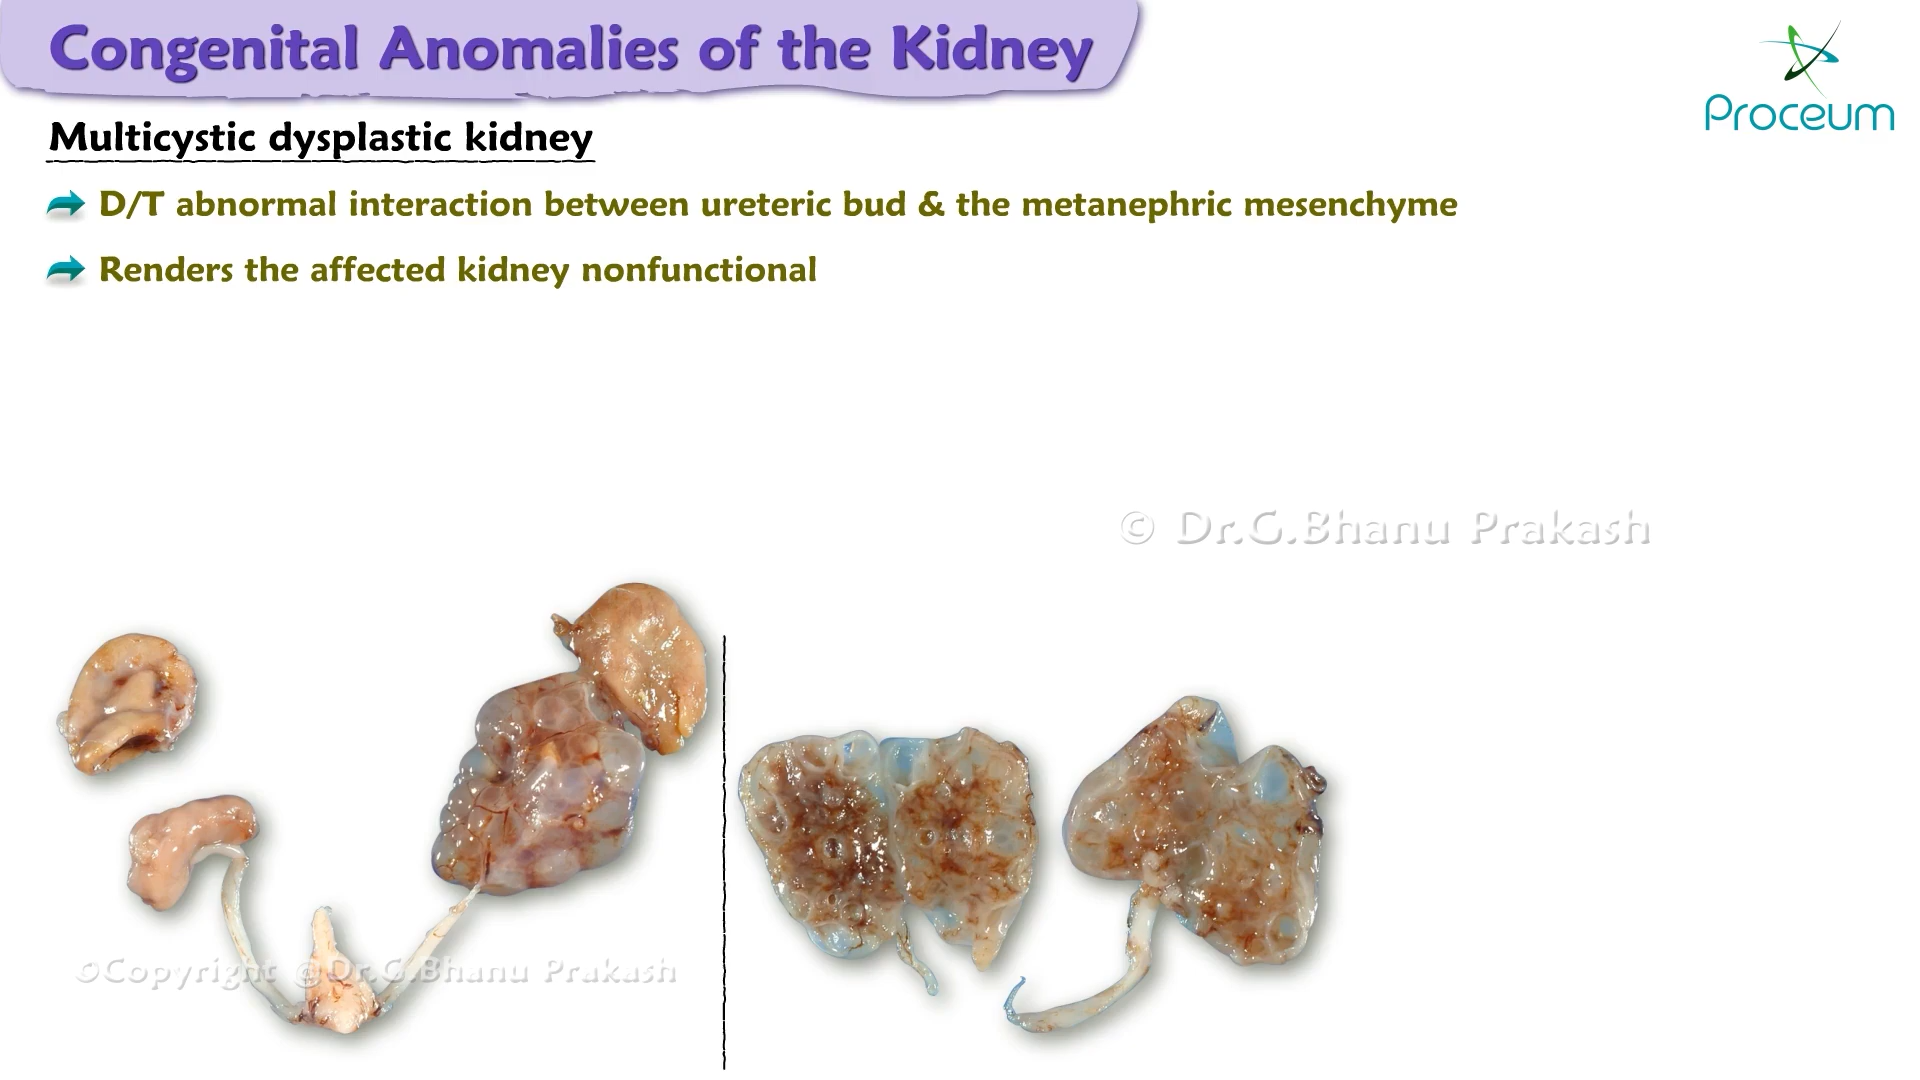 Congenital Anomalies of the Kidney
Proceum
Multicystic dysplastic kidney
D/T abnormal interaction between ureteric bud & the metanephric mesenchyme
Renders the affected kidney nonfunctional
© Dr.G.Bhanu Prakash
©Copyright @Dr.G.Bhanu Prakash